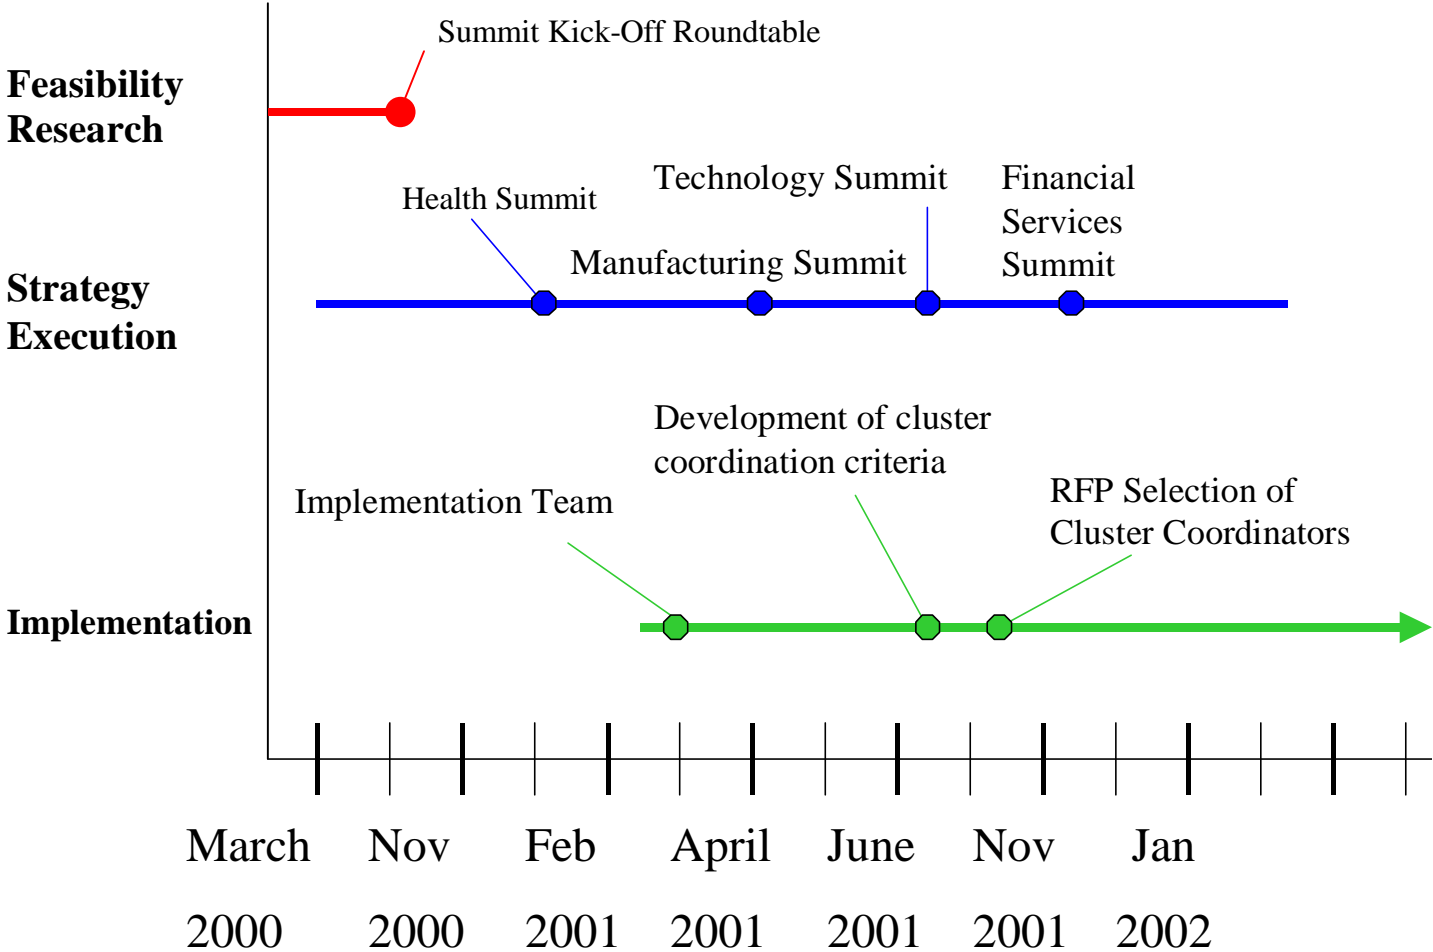 Summit Kick-Off Roundtable
Feasibility
Research
Technology Summit
Financial
Services
Summit
Health Summit
Manufacturing Summit
Strategy
Execution
Development of cluster
coordination criteria
Implementation Team
RFP Selection of
Cluster Coordinators
Implementation
March Nov Feb April June Nov Jan
2000 2000 2001 2001 2001 2001 2002